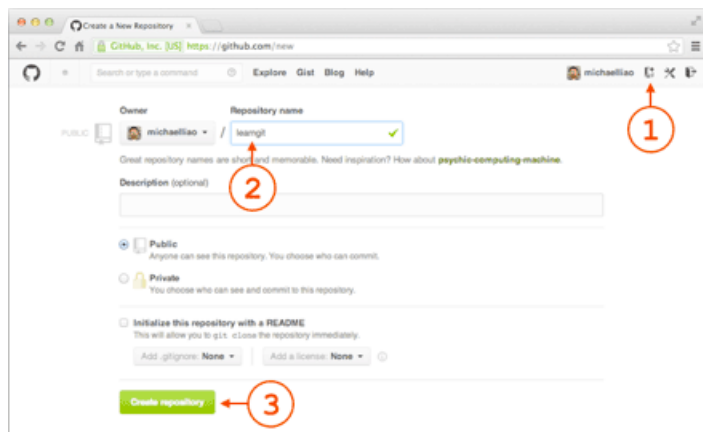 Create a New Repository
GitHub, Inc. [US] https://github.com/new
Search or type a command Explore Gist Blog Help michaelliao
1
Owner Repository name
PUBLIC michaelliao / learngit
Great repository names are short and memorable. Need inspiration? How about psychic-computing-machine.
2
Description (optional)
Public
Anyone can see this repository. You choose who can commit.
Private
You choose who can see and commit to this repository.
Initialize this repository with a README
This will allow you to git clone the repository immediately.
Add .gitignore: None Add a license: None
Create repository 3